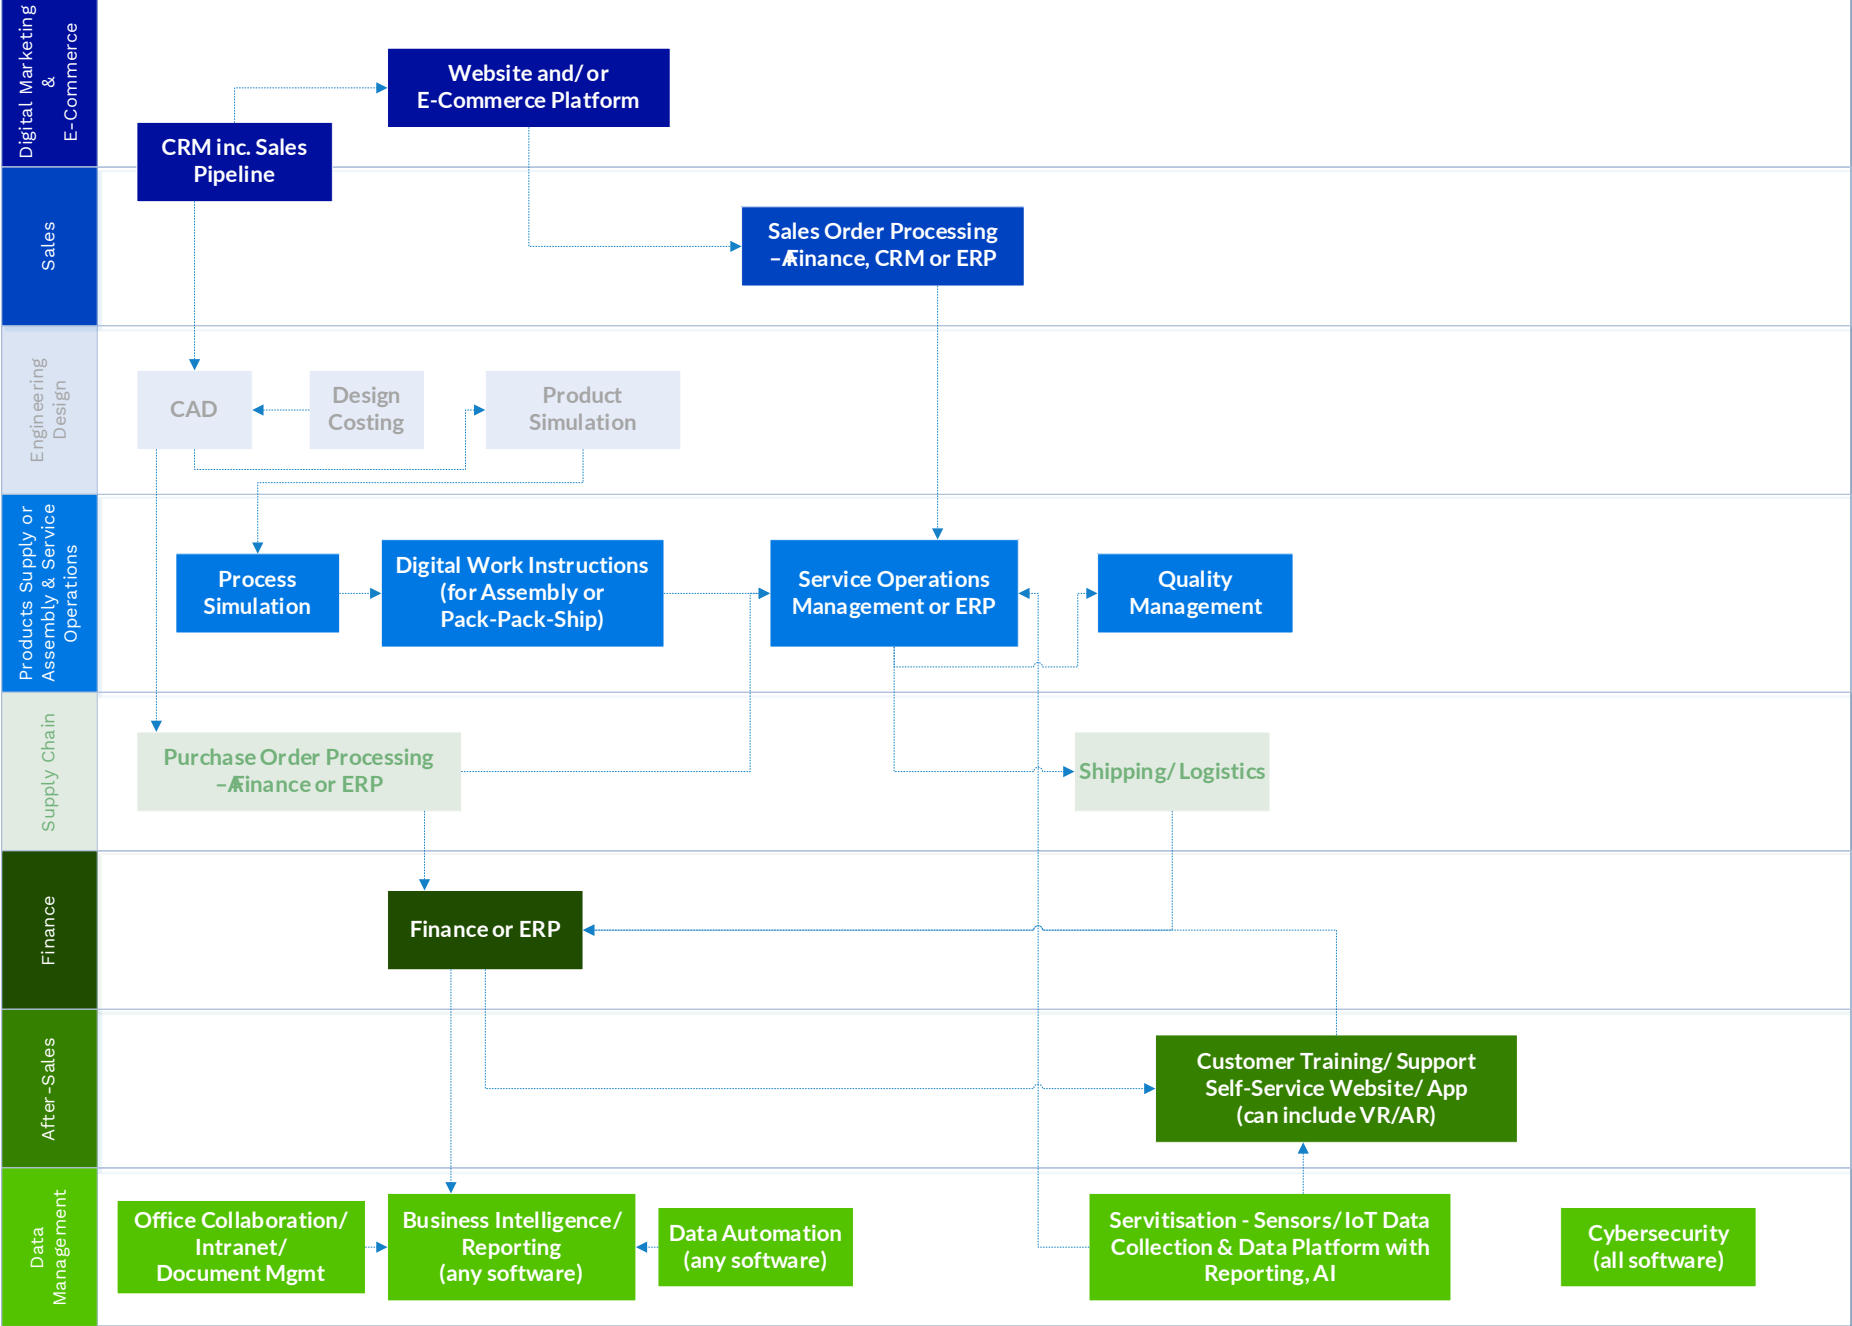 Digital Marketing
&
E-Commerce
Website and/or
E-Commerce Platform
CRM inc. Sales
Pipeline
Sales
Sales Order Processing
– Finance, CRM or ERP
Engineering
Design
CAD
Design
Costing
Product
Simulation
Products Supply or
Assembly & Service
Operations
Process
Simulation
Digital Work Instructions
(for Assembly or
Pack-Pack-Ship)
Service Operations
Management or ERP
Quality
Management
Supply Chain
Purchase Order Processing
– Finance or ERP
Shipping/Logistics
Finance
Finance or ERP
After-Sales
Customer Training/Support
Self-Service Website/App
(can include VR/AR)
Data
Management
Office Collaboration/
Intranet/
Document Mgmt
Business Intelligence/
Reporting
(any software)
Data Automation
(any software)
Servitisation - Sensors/IoT Data
Collection & Data Platform with
Reporting, AI
Cybersecurity
(all software)